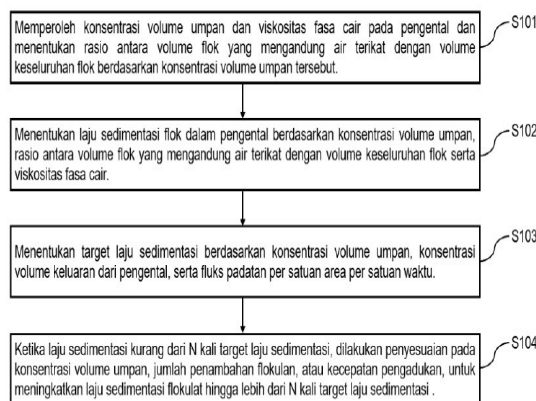 Memperoleh konsentrasi volume umpan dan viskositas fasa cair pada pengental dan
menentukan rasio antara volume flok yang mengandung air terikat dengan volume
keseluruhan flok berdasarkan konsentrasi volume umpan tersebut.
S101
Menentukan laju sedimentasi flok dalam pengental berdasarkan konsentrasi volume umpan,
rasio antara volume flok yang mengandung air terikat dengan volume keseluruhan flok serta
viskositas fasa cair.
S102
Menentukan target laju sedimentasi berdasarkan konsentrasi volume umpan, konsentrasi
volume keluaran dari pengental, serta fluks padatan per satuan area per satuan waktu.
S103
Ketika laju sedimentasi kurang dari N kali target laju sedimentasi, dilakukan penyesuaian pada
konsentrasi volume umpan, jumlah penambahan flokulan, atau kecepatan pengadukan, untuk
meningkatkan laju sedimentasi flokulat hingga lebih dari N kali target laju sedimentasi .
S104